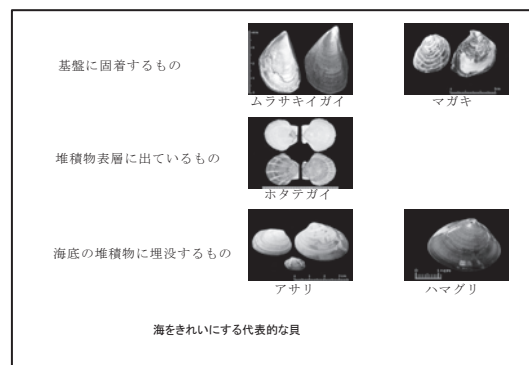 基盤に固着するもの
ムラサキイガイ
マガキ
堆積物表層に出ているもの
ホタテガイ
海底の堆積物に埋没するもの
アサリ
ハマグリ
海をきれいにする代表的な貝